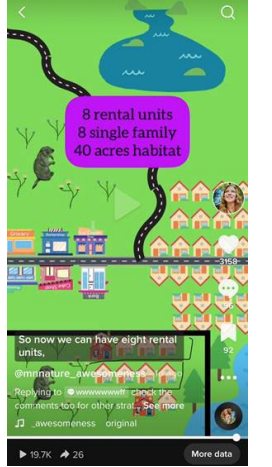 8 rental units
8 single family
40 acres habitat
3158
92
So now we can have eight rental
units,
@mnnature_awesomeness
Replying to @wwwwwwwtf check the
comments too for other strat... See more
_awesomeness original
19.7K 26
More data